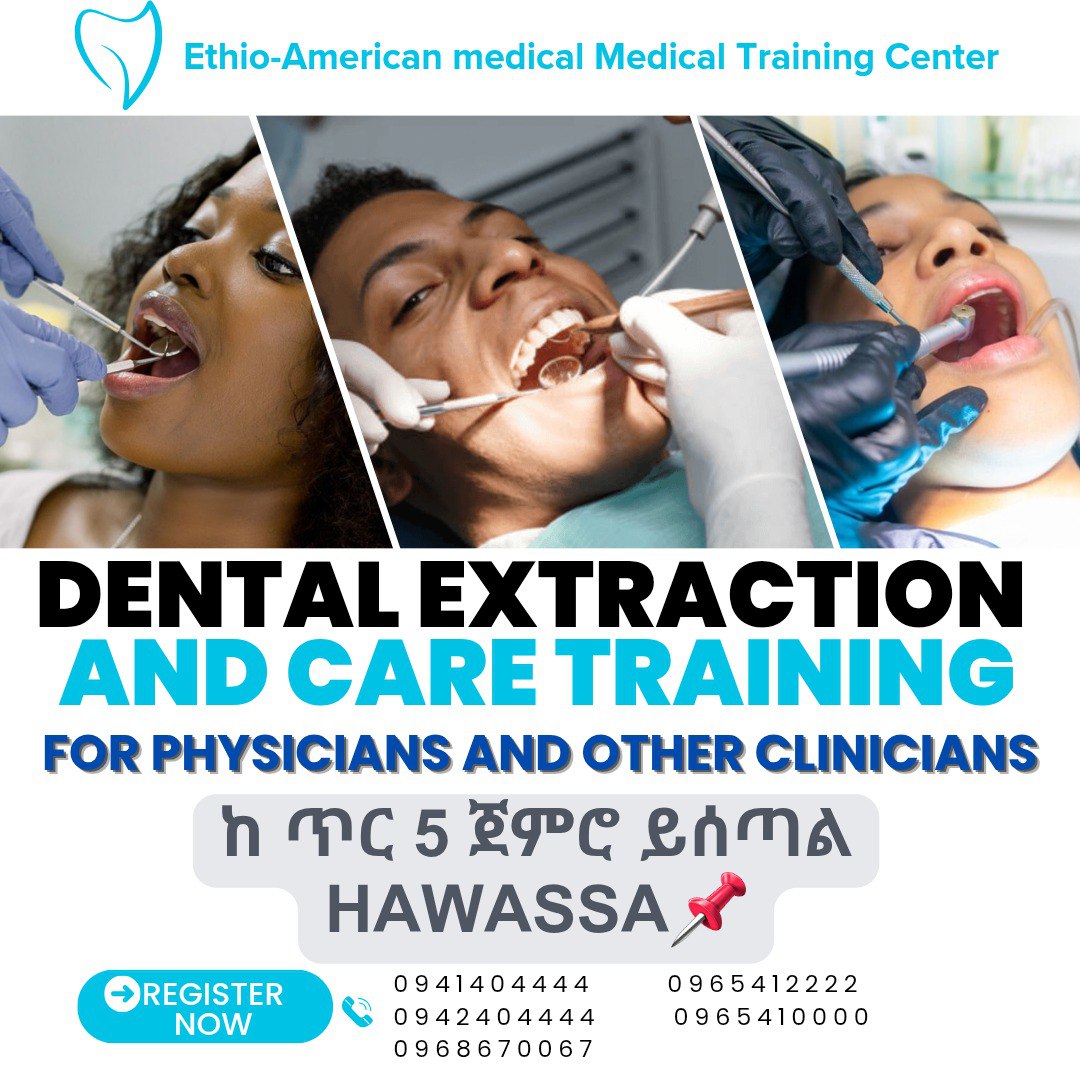 Ethio-American medical Medical Training Center
DENTAL EXTRACTION
AND CARE TRAINING
FOR PHYSICIANS AND OTHER CLINICIANS
ከ ጥር 5 ጀምሮ ይሰጣል
HAWASSA
REGISTER
NOW
0941404444 0965412222
0942404444 0965410000
0968670067